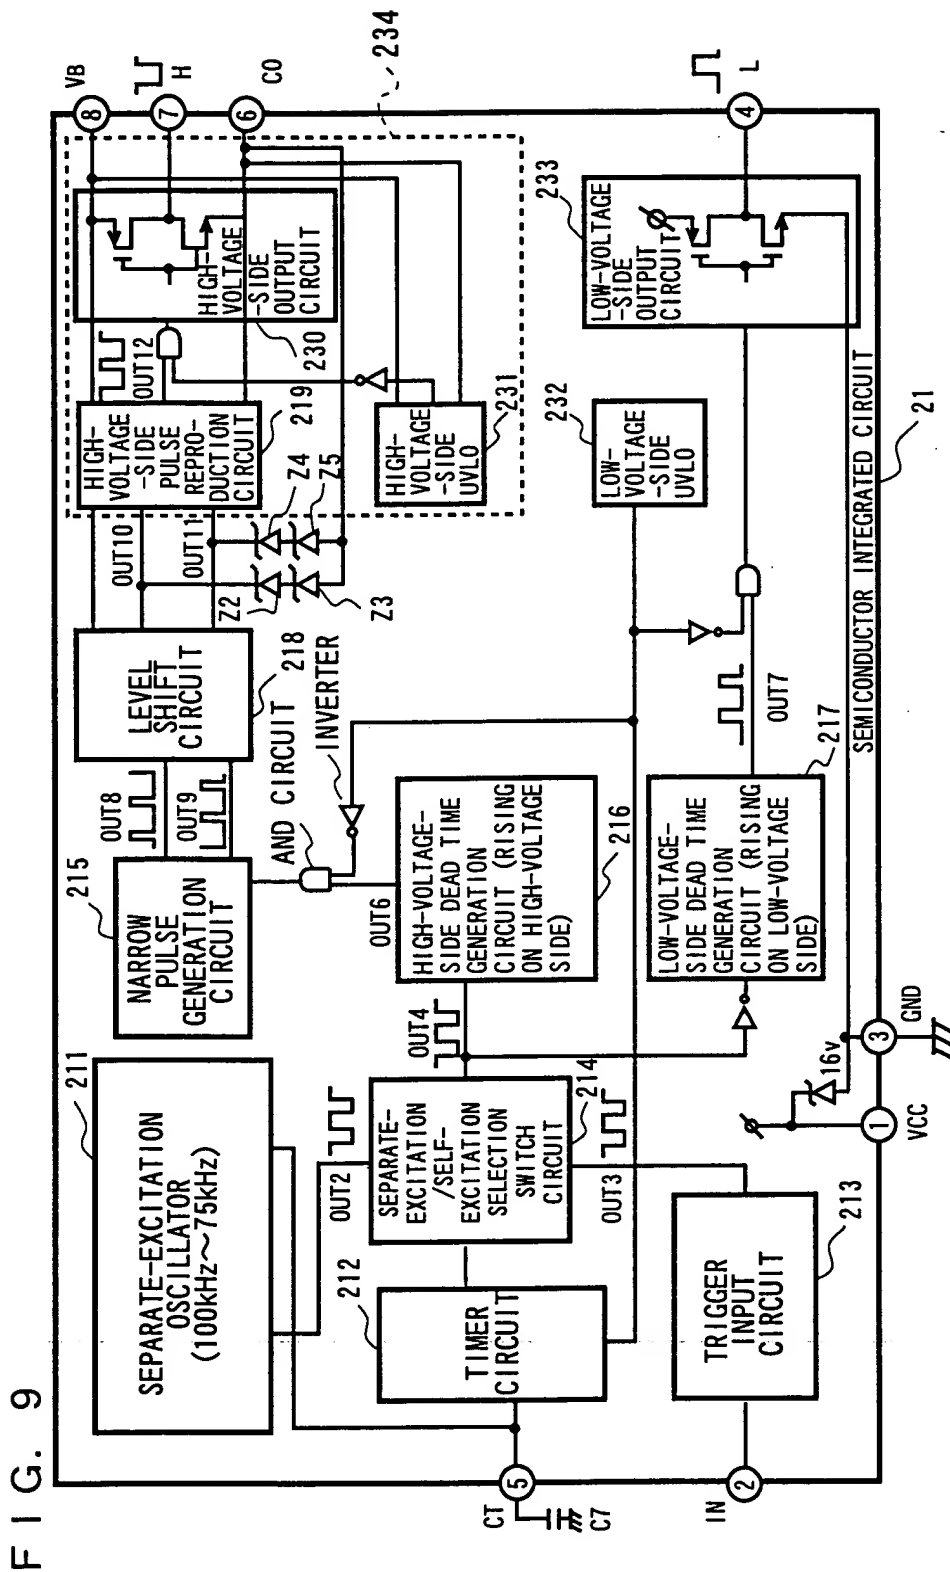 FIG. 9
211
SEPARATE-EXCITATION
OSCILLATOR
(100kHz~75kHz)
215
NARROW
PULSE
GENERATION
CIRCUIT
OUT8
OUT9
LEVEL
SHIFT
CIRCUIT
218
OUT10
OUT11
HIGH-
VOLTAGE
-SIDE
PULSE
REPRO-
DUCTION
CIRCUIT
219
OUT12
HIGH-
VOLTAGE
-SIDE
OUTPUT
CIRCUIT
230
8
VB
7
H
6
CO
234
Z2
Z3
Z4
Z5
HIGH-
VOLTAGE
-SIDE
UVLO
231
AND CIRCUIT
INVERTER
212
TIMER
CIRCUIT
OUT2
SEPARATE-
EXCITATION
/SELF-
EXCITATION
SELECTION
SWITCH
CIRCUIT
214
OUT3
OUT4
OUT6
HIGH-VOLTAGE-
SIDE DEAD TIME
GENERATION
CIRCUIT (RISING
ON HIGH-VOLTAGE
SIDE)
216
LOW-
VOLTAGE
-SIDE
UVLO
232
LOW-VOLTAGE
-SIDE
OUTPUT
CIRCUIT
233
4
L
CT
5
C7
IN
2
TRIGGER
INPUT
CIRCUIT
213
LOW-VOLTAGE-
SIDE DEAD TIME
GENERATION
CIRCUIT (RISING
ON LOW-VOLTAGE
SIDE)
217
OUT7
16v
1
VCC
3
GND
SEMICONDUCTOR INTEGRATED CIRCUIT
21